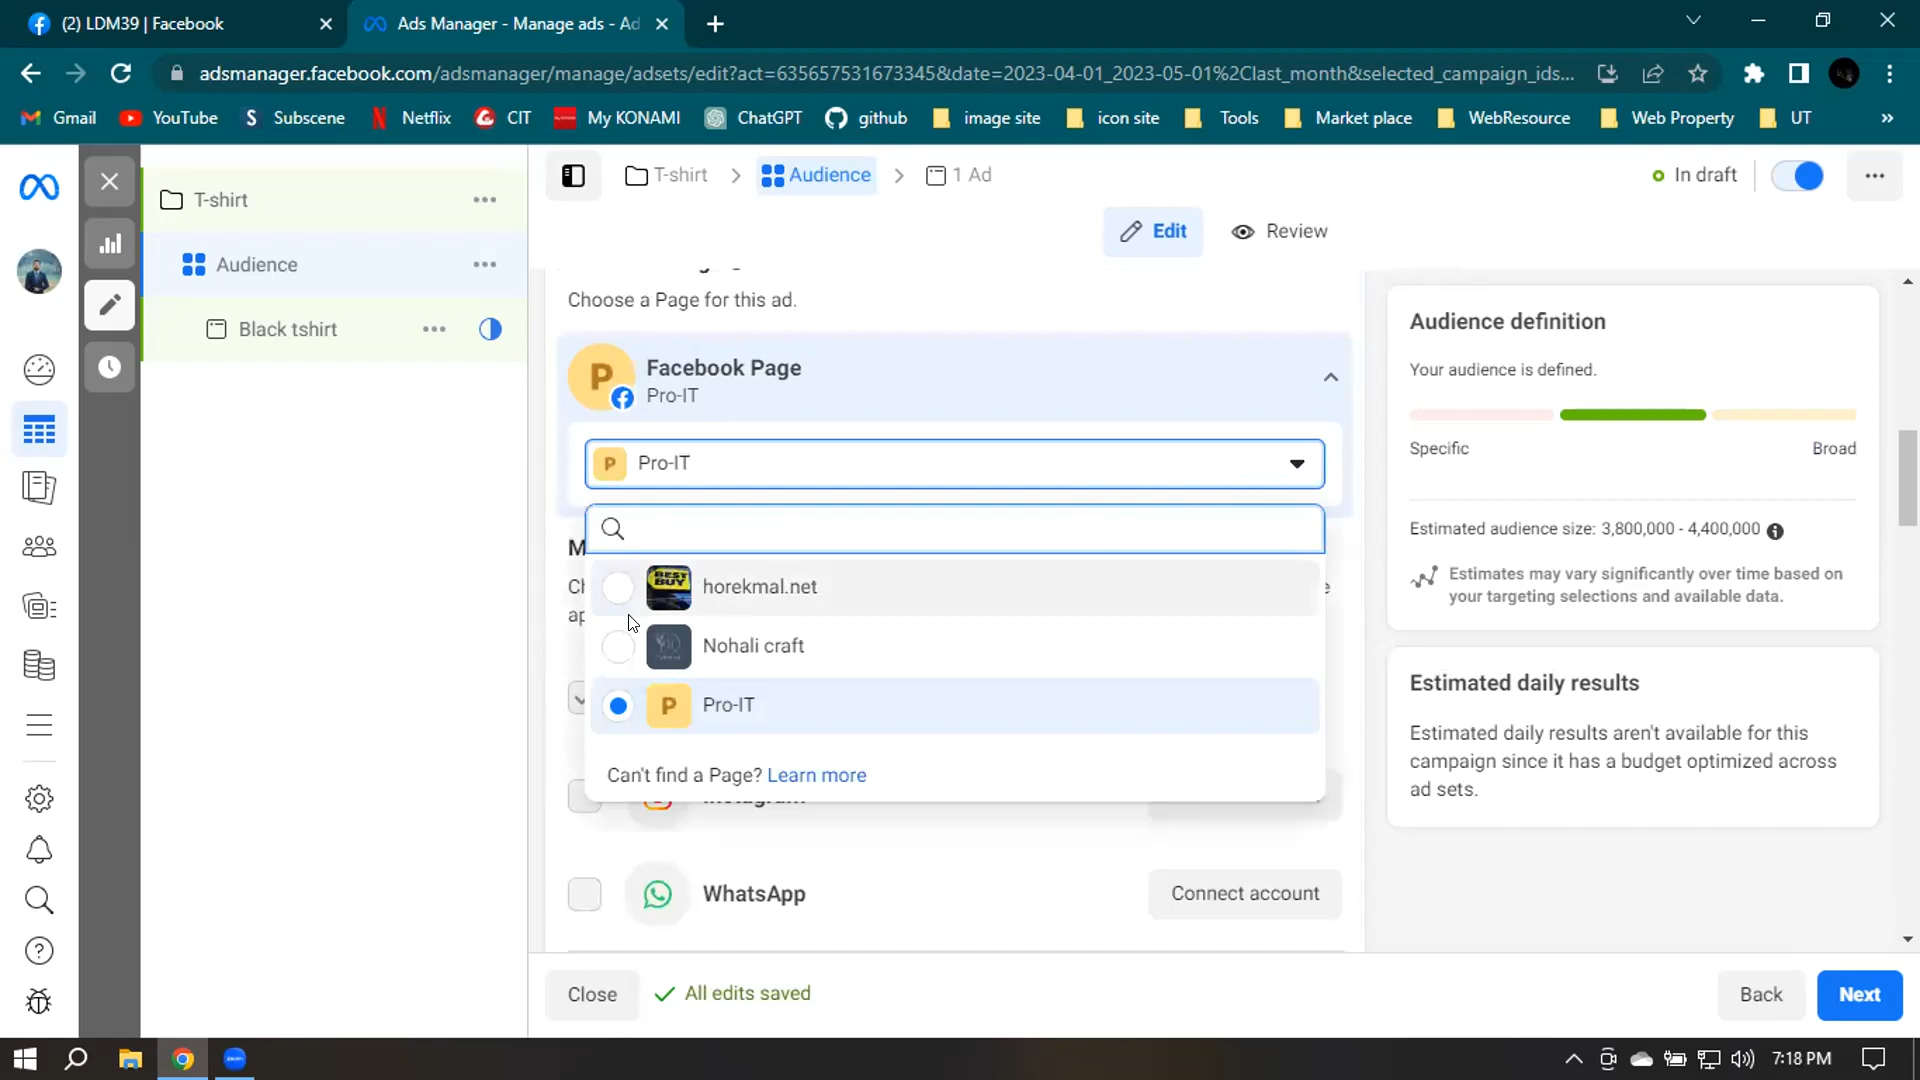 (2) LDM39 | Facebook
Ads Manager - Manage ads - Ad
adsmanager.facebook.com/adsmanager/manage/adsets/edit?act=635657531673345&date=2023-04-01_2023-05-01%2Clast_month&selected_campaign_ids...
Gmail YouTube Subscene Netflix CIT My KONAMI ChatGPT github image site icon site Tools Market place WebResource Web Property UT »
T-shirt
Audience
Black tshirt
T-shirt > Audience > 1 Ad
In draft
Edit
Review
Choose a Page for this ad.
P
Facebook Page
Pro-IT
P Pro-IT
BEST BUY
horekmal.net
Nohali craft
P Pro-IT
Can't find a Page? Learn more
WhatsApp
Connect account
Audience definition
Your audience is defined.
Specific
Broad
Estimated audience size: 3,800,000 - 4,400,000
Estimates may vary significantly over time based on
your targeting selections and available data.
Estimated daily results
Estimated daily results aren't available for this
campaign since it has a budget optimized across
ad sets.
Close
All edits saved
Back
Next
7:18 PM